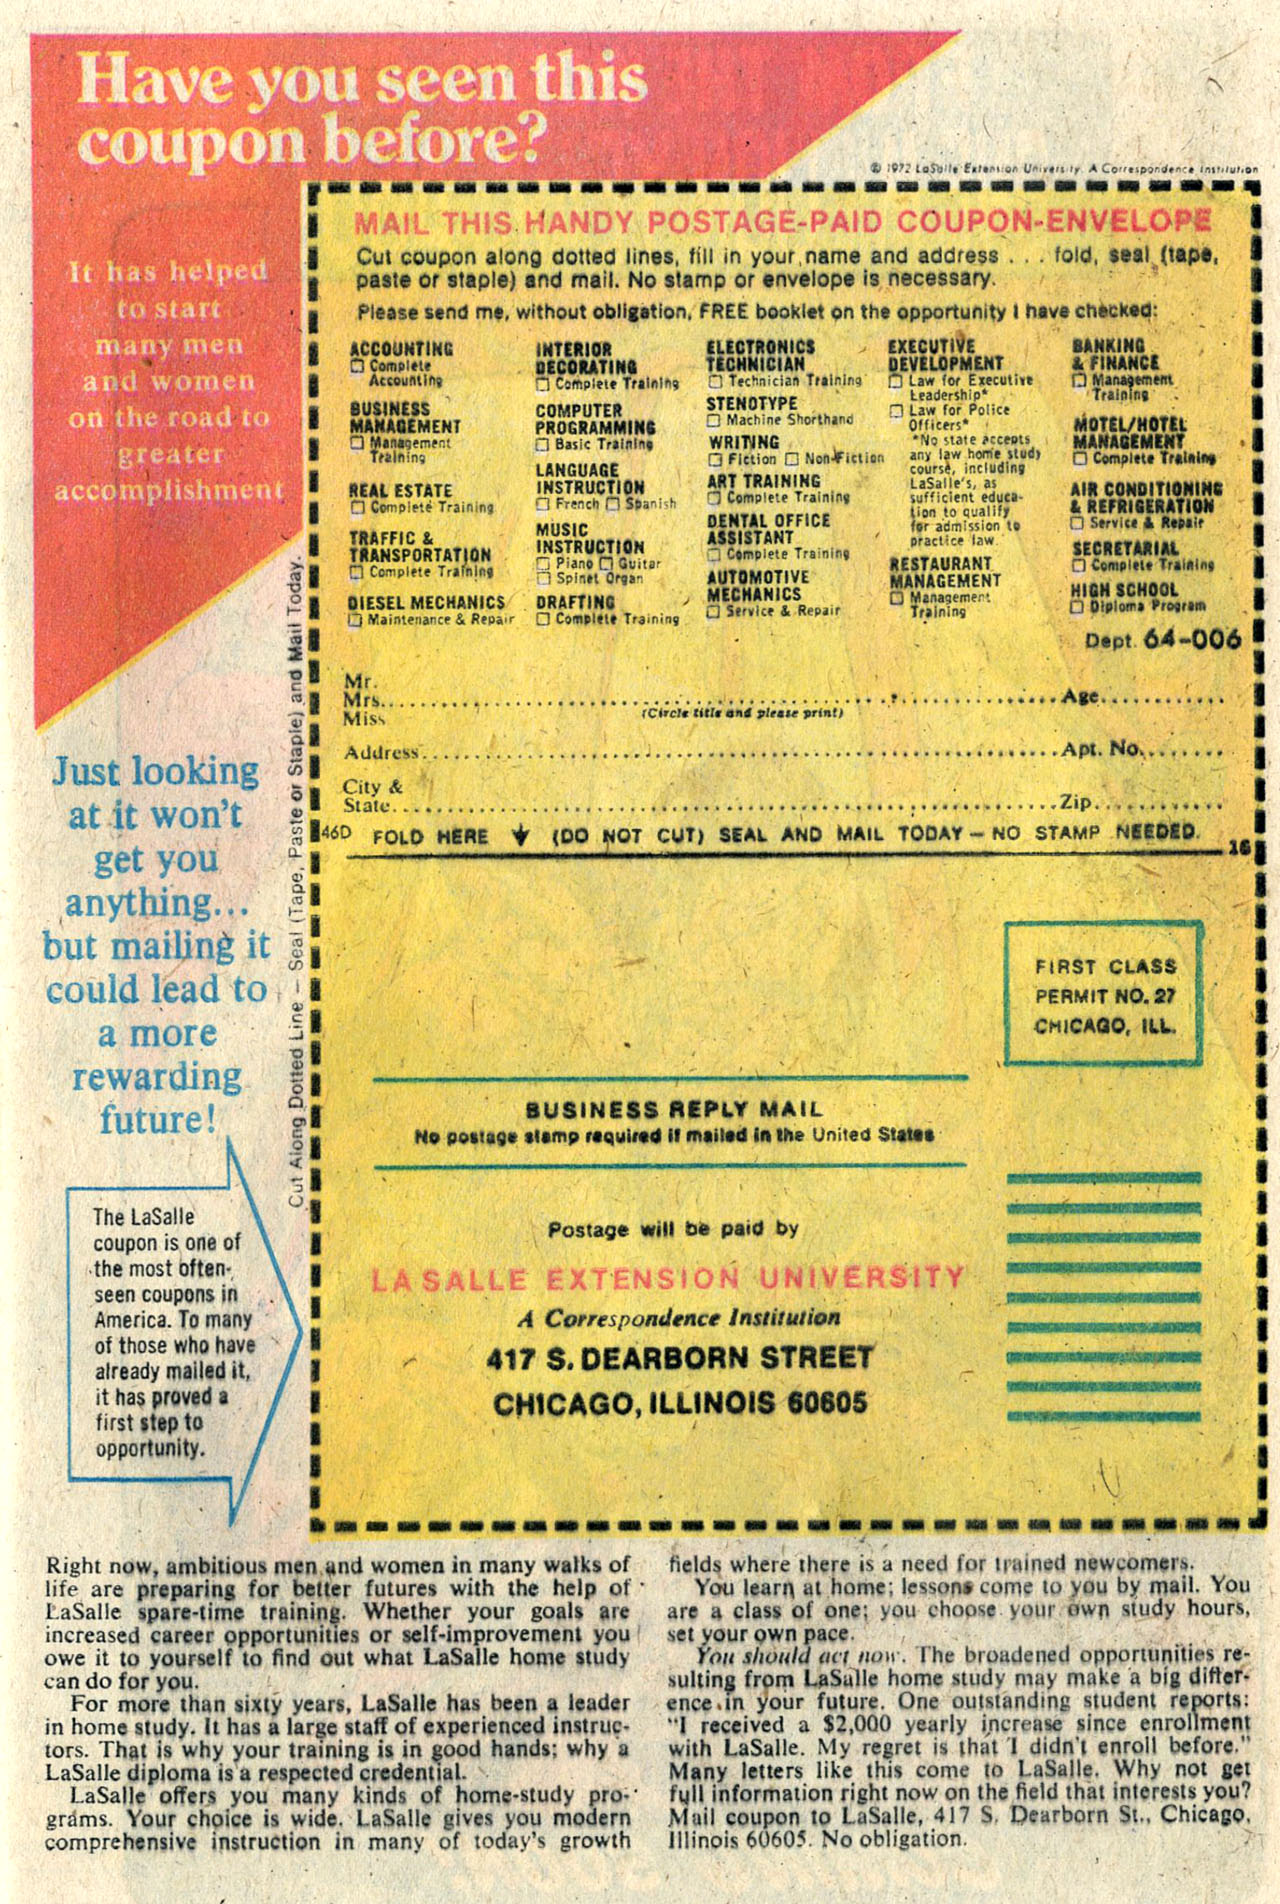 Have you seen this
coupon before?
It has helped
to start
many men
and women
on the road to
greater
accomplishment
Just looking
at it won't
get you
anything...
but mailing it
could lead to
a more
rewarding
future!
The LaSalle
coupon is one of
the most often-
seen coupons in
America. To many
of those who have
already mailed it,
it has proved a
first step to
opportunity.
Cut Along Dotted Line – Seal (Tape, Paste or Staple) and Mail Today.
© 1972 LaSalle Extension University. A Correspondence Institution
MAIL THIS HANDY POSTAGE-PAID COUPON-ENVELOPE
Cut coupon along dotted lines, fill in your name and address . . . fold, seal (tape,
paste or staple) and mail. No stamp or envelope is necessary.
Please send me, without obligation, FREE booklet on the opportunity I have checked:
ACCOUNTING
☐ Complete
Accounting
BUSINESS
MANAGEMENT
☐ Management
Training
REAL ESTATE
☐ Complete Training
TRAFFIC &
TRANSPORTATION
☐ Complete Training
DIESEL MECHANICS
☐ Maintenance & Repair
INTERIOR
DECORATING
☐ Complete Training
COMPUTER
PROGRAMMING
☐ Basic Training
LANGUAGE
INSTRUCTION
☐ French ☐ Spanish
MUSIC
INSTRUCTION
☐ Piano ☐ Guitar
☐ Spinet Organ
DRAFTING
☐ Complete Training
ELECTRONICS
TECHNICIAN
☐ Technician Training
STENOTYPE
☐ Machine Shorthand
WRITING
☐ Fiction ☐ Non-Fiction
ART TRAINING
☐ Complete Training
DENTAL OFFICE
ASSISTANT
☐ Complete Training
AUTOMOTIVE
MECHANICS
☐ Service & Repair
EXECUTIVE
DEVELOPMENT
☐ Law for Executive
Leadership*
☐ Law for Police
Officers*
*No state accepts
any law home study
course, including
LaSalle's, as
sufficient educa-
tion to qualify
for admission to
practice law.
RESTAURANT
MANAGEMENT
☐ Management
Training
BANKING
& FINANCE
☐ Management
Training
MOTEL/HOTEL
MANAGEMENT
☐ Complete Training
AIR CONDITIONING
& REFRIGERATION
☐ Service & Repair
SECRETARIAL
☐ Complete Training
HIGH SCHOOL
☐ Diploma Program
Dept. 64-006
Mr.
Mrs. Age
Miss (Circle title and please print)
Address Apt. No.
City &
State Zip
46D FOLD HERE ↓ (DO NOT CUT) SEAL AND MAIL TODAY – NO STAMP NEEDED.
16
FIRST CLASS
PERMIT NO. 27
CHICAGO, ILL.
BUSINESS REPLY MAIL
No postage stamp required if mailed in the United States
Postage will be paid by
LA SALLE EXTENSION UNIVERSITY
A Correspondence Institution
417 S. DEARBORN STREET
CHICAGO, ILLINOIS 60605
Right now, ambitious men and women in many walks of
life are preparing for better futures with the help of
LaSalle spare-time training. Whether your goals are
increased career opportunities or self-improvement you
owe it to yourself to find out what LaSalle home study
can do for you.
For more than sixty years, LaSalle has been a leader
in home study. It has a large staff of experienced instruc-
tors. That is why your training is in good hands; why a
LaSalle diploma is a respected credential.
LaSalle offers you many kinds of home-study pro-
grams. Your choice is wide. LaSalle gives you modern
comprehensive instruction in many of today's growth
fields where there is a need for trained newcomers.
You learn at home; lessons come to you by mail. You
are a class of one; you choose your own study hours,
set your own pace.
You should act now. The broadened opportunities re-
sulting from LaSalle home study may make a big differ-
ence in your future. One outstanding student reports:
"I received a $2,000 yearly increase since enrollment
with LaSalle. My regret is that I didn't enroll before."
Many letters like this come to LaSalle. Why not get
full information right now on the field that interests you?
Mail coupon to LaSalle, 417 S. Dearborn St., Chicago,
Illinois 60605. No obligation.